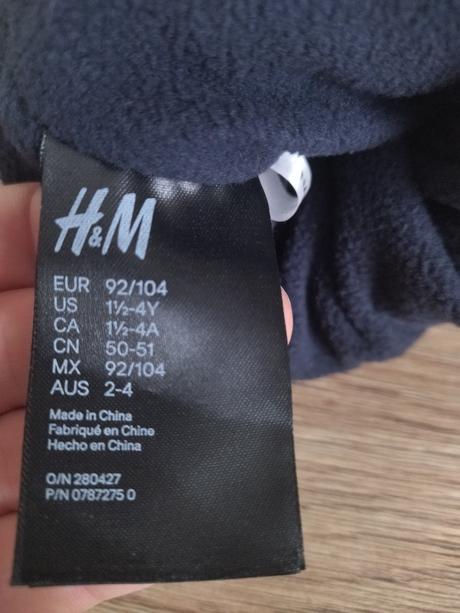 H&M
EUR 92/104
US 1½-4Y
CA 1½-4A
CN 50-51
MX 92/104
AUS 2-4
Made in China
Fabriqué en Chine
Hecho en China
O/N 280427
P/N 0787275 0